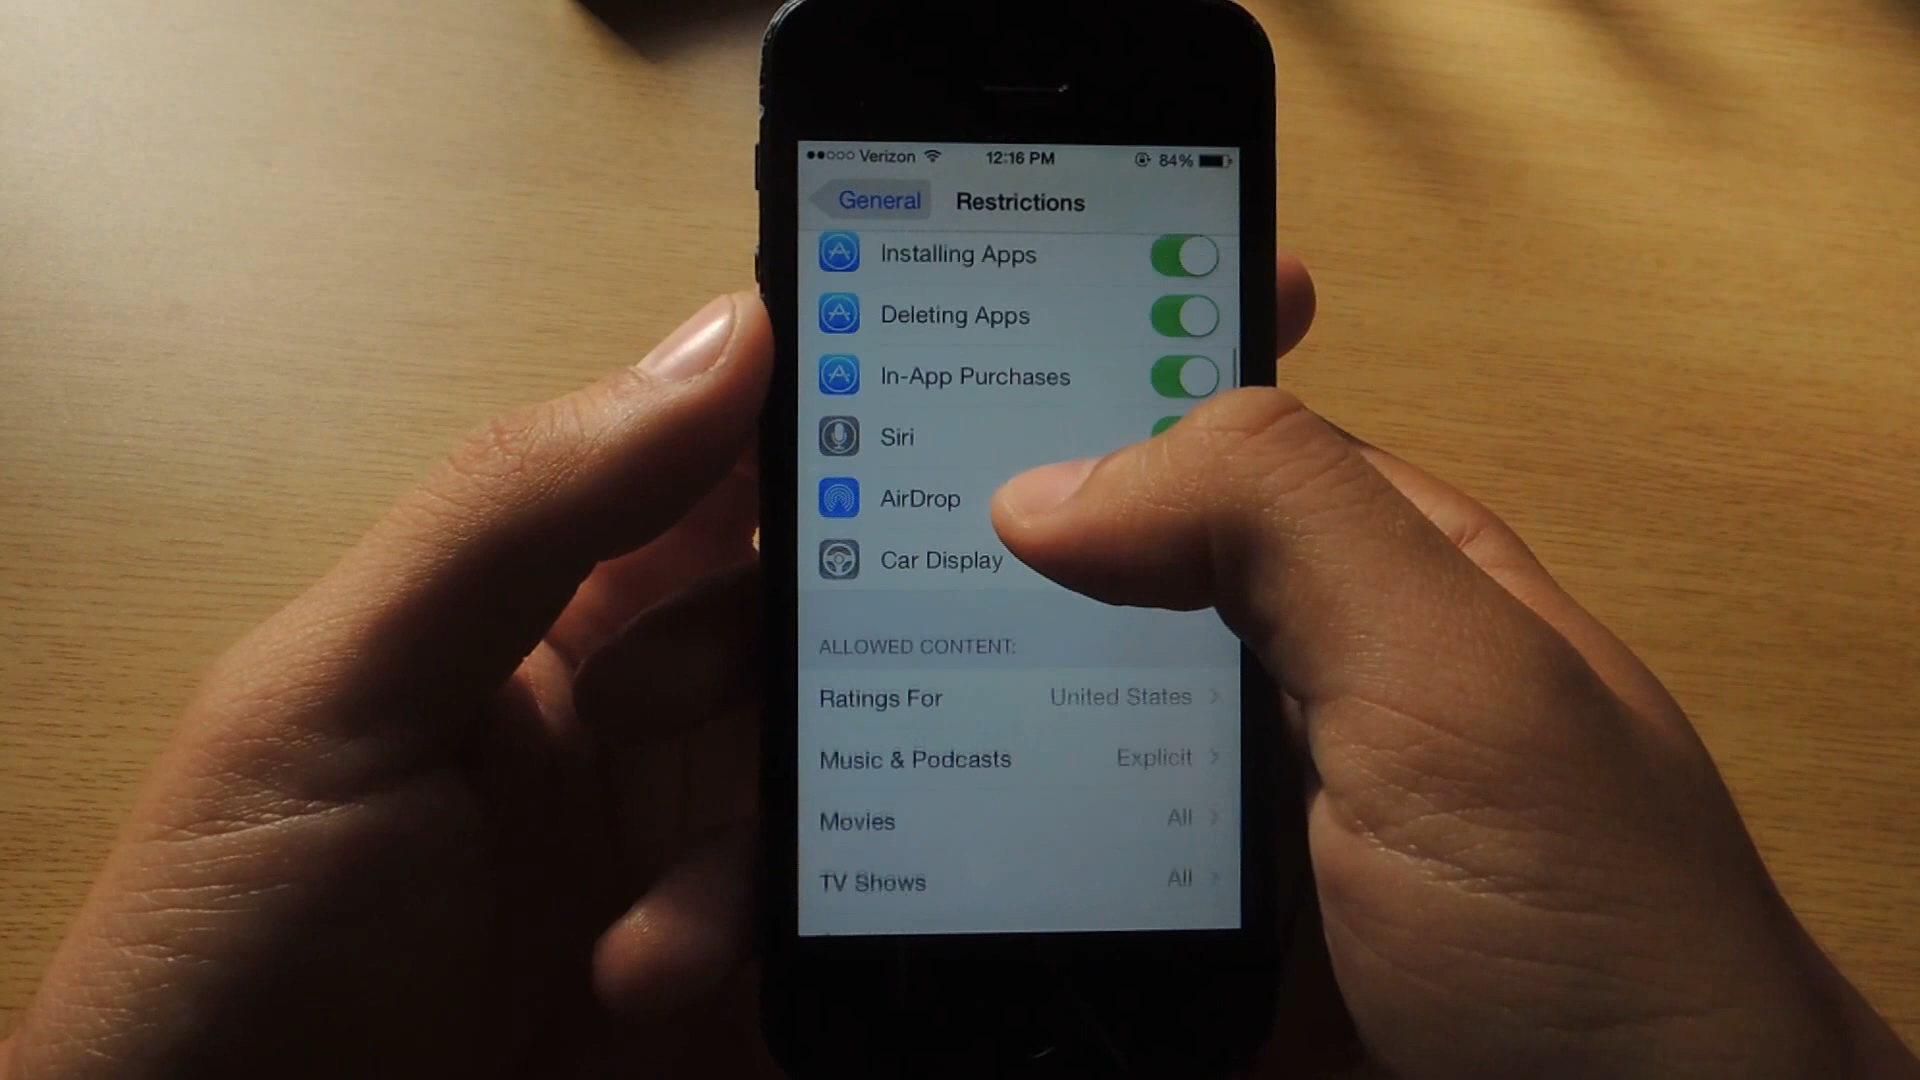 Verizon 12:16 PM 84%
General Restrictions
Installing Apps
Deleting Apps
In-App Purchases
Siri
AirDrop
Car Display
ALLOWED CONTENT:
Ratings For United States
Music & Podcasts Explicit
Movies All
TV Shows All